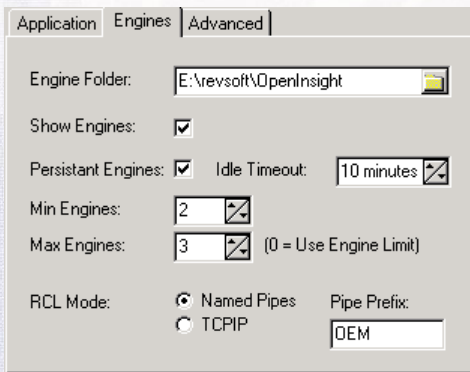 Application Engines Advanced
Engine Folder: E:\revsoft\OpenInsight
Show Engines:
Persistant Engines: Idle Timeout: 10 minutes
Min Engines: 2
Max Engines: 3 (0 = Use Engine Limit)
RCL Mode: Named Pipes Pipe Prefix:
TCPIP OEM